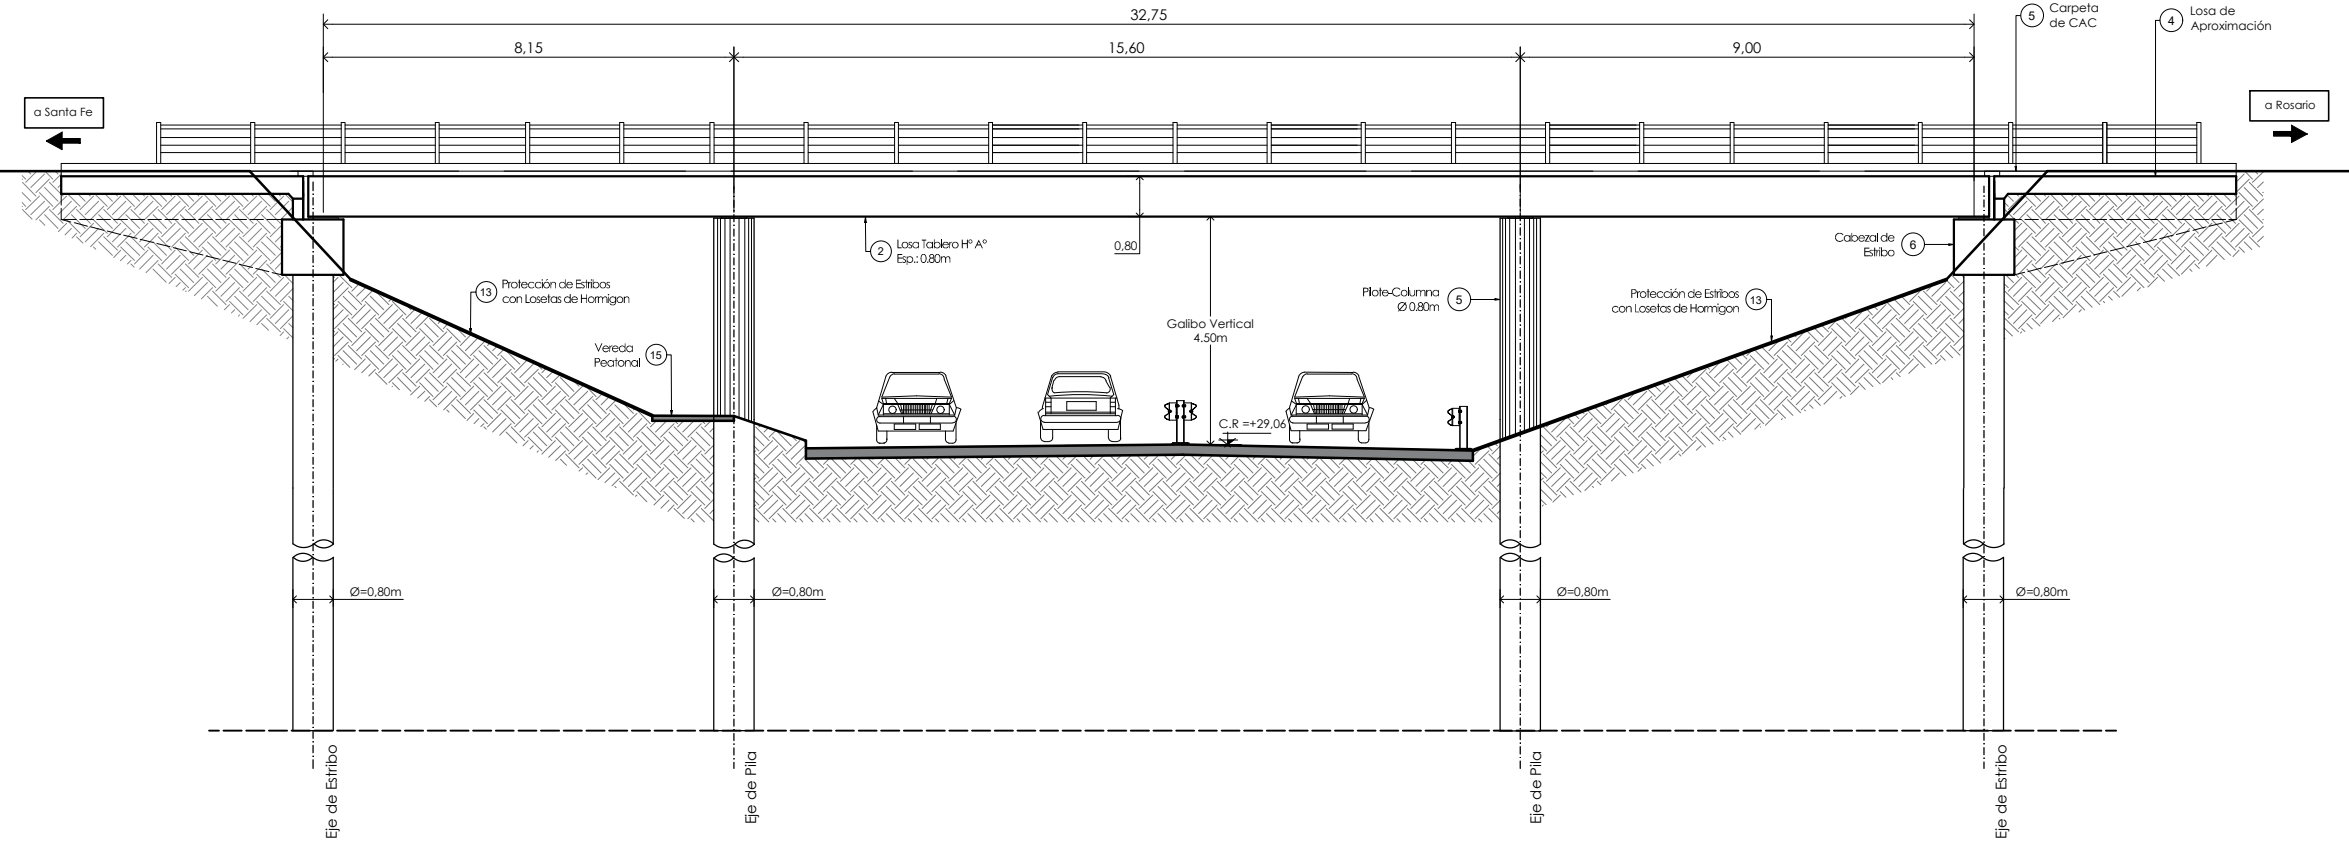 32,75
5
Carpeta
de CAC
4
Losa de
Aproximación
8,15
15,60
9,00
a Santa Fe
a Rosario
2
Losa Tablero Hº Aº
Esp.: 0.80m
0,80
Cabezal de
Estribo
6
13
Protección de Estribos
con Losetas de Hormigon
Pilote-Columna
Ø 0.80m
5
Protección de Estribos
con Losetas de Hormigon
13
Galibo Vertical
4.50m
Vereda
Peatonal
15
C.R =+29,06
Ø=0,80m
Ø=0,80m
Ø=0,80m
Ø=0,80m
Eje de Estribo
Eje de Pila
Eje de Pila
Eje de Estribo